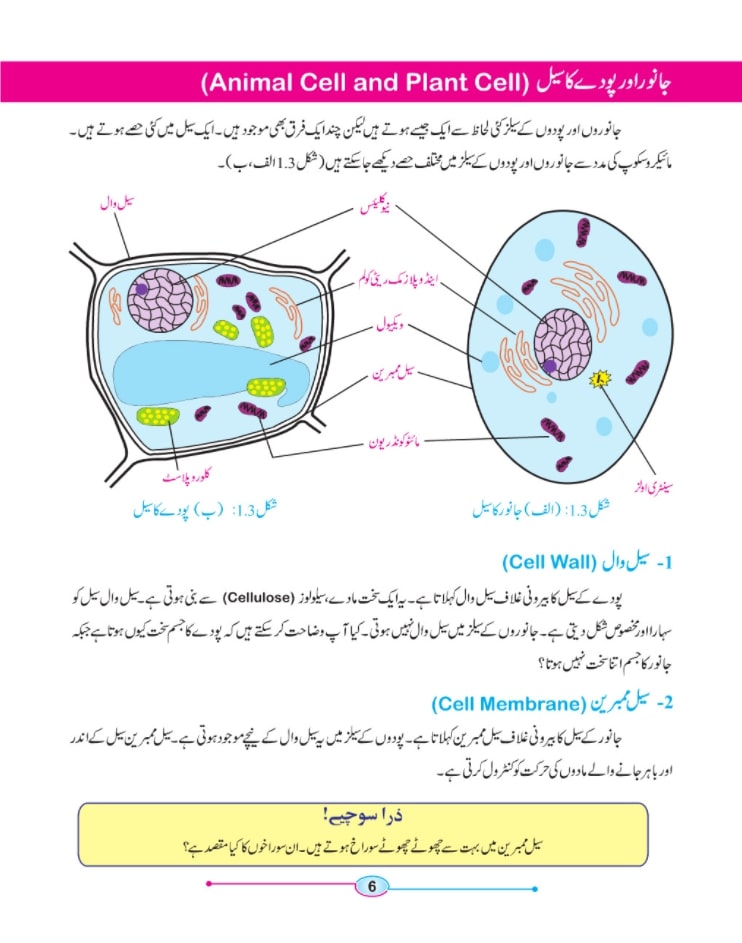 جانور اور پودے کا سیل (Animal Cell and Plant Cell)
جانوروں اور پودوں کے سیلز کئی لحاظ سے ایک جیسے ہوتے ہیں لیکن چند ایک فرق بھی موجود ہیں۔ ایک سیل میں کئی حصے ہوتے ہیں۔
مائیکروسکوپ کی مدد سے جانوروں اور پودوں کے سیلز میں مختلف حصے دیکھے جا سکتے ہیں (شکل 1.3 الف، ب)۔
سیل وال
نیوکلیئس
اینڈوپلازمک ریٹی کولم
ویکیول
سیل ممبرین
مائٹوکونڈریون
کلوروپلاسٹ
سینٹری اولز
شکل 1.3: (الف) جانور کا سیل
شکل 1.3: (ب) پودے کا سیل
1- سیل وال (Cell Wall)
پودے کے سیل کا بیرونی غلاف سیل وال کہلاتا ہے۔ یہ ایک سخت مادے، سیلولوز (Cellulose) سے بنی ہوتی ہے۔ سیل وال سیل کو
سہارا اور مخصوص شکل دیتی ہے۔ جانوروں کے سیلز میں سیل وال نہیں ہوتی۔ کیا آپ وضاحت کر سکتے ہیں کہ پودے کا جسم سخت کیوں ہوتا ہے جبکہ
جانور کا جسم اتنا سخت نہیں ہوتا؟
2- سیل ممبرین (Cell Membrane)
جانور کے سیل کا بیرونی غلاف سیل ممبرین کہلاتا ہے۔ پودوں کے سیلز میں یہ سیل وال کے نیچے موجود ہوتی ہے۔ سیل ممبرین سیل کے اندر
اور باہر جانے والے مادوں کی حرکت کو کنٹرول کرتی ہے۔
ذرا سوچیے!
سیل ممبرین میں بہت سے چھوٹے چھوٹے سوراخ ہوتے ہیں۔ ان سوراخوں کا کیا مقصد ہے؟
6